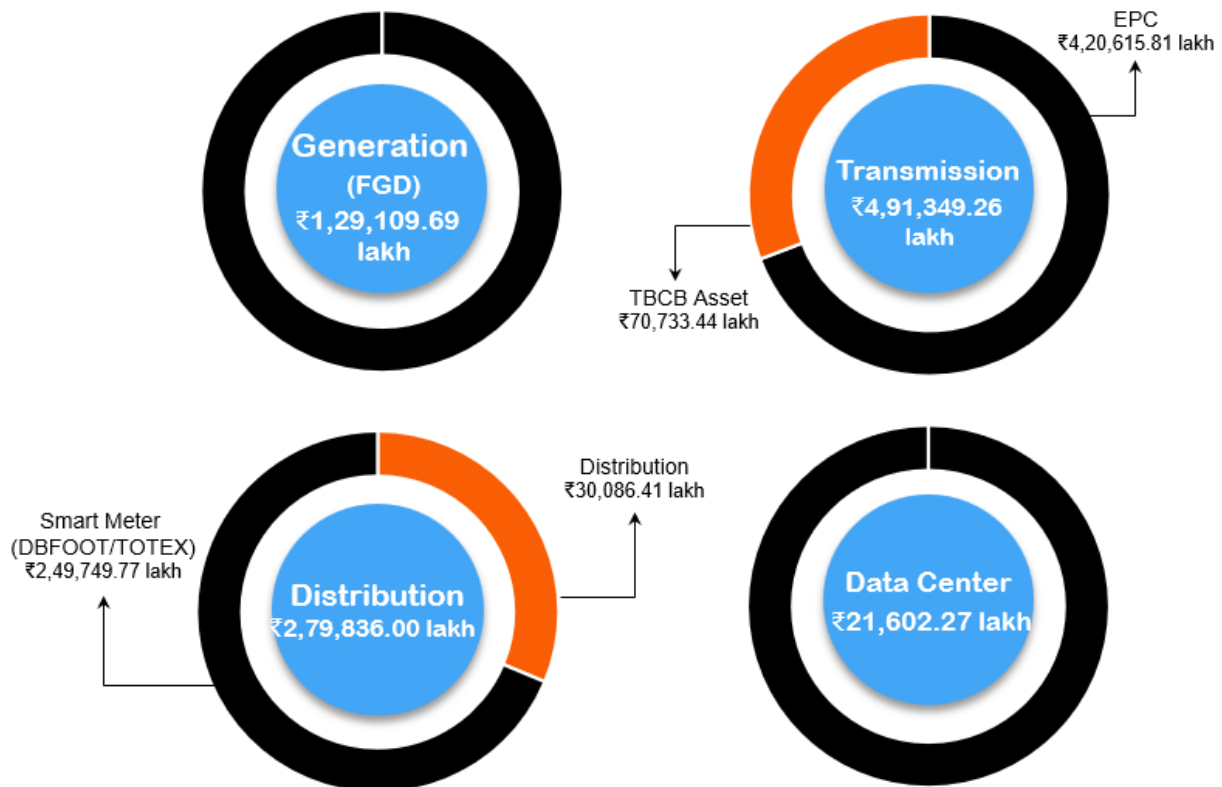 Generation
(FGD)
₹1,29,109.69
lakh
EPC
₹4,20,615.81 lakh
Transmission
₹4,91,349.26
lakh
TBCB Asset
₹70,733.44 lakh
Smart Meter
(DBFOOT/TOTEX)
₹2,49,749.77 lakh
Distribution
₹2,79,836.00 lakh
Distribution
₹30,086.41 lakh
Data Center
₹21,602.27 lakh